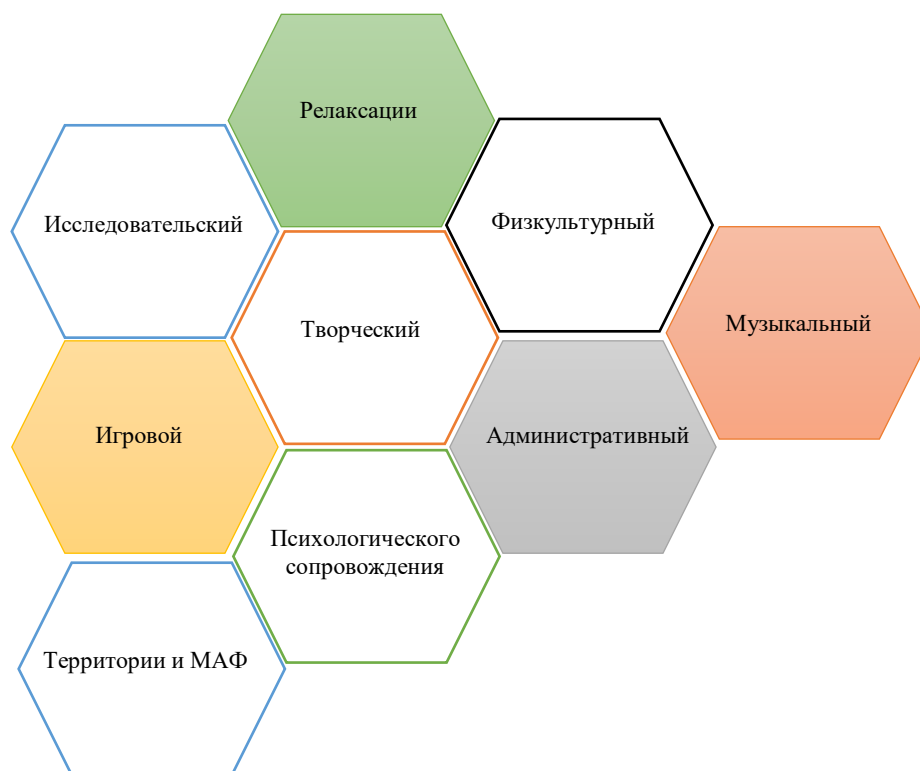 Релаксации
Исследовательский
Физкультурный
Творческий
Музыкальный
Игровой
Административный
Психологического
сопровождения
Территории и МАФ